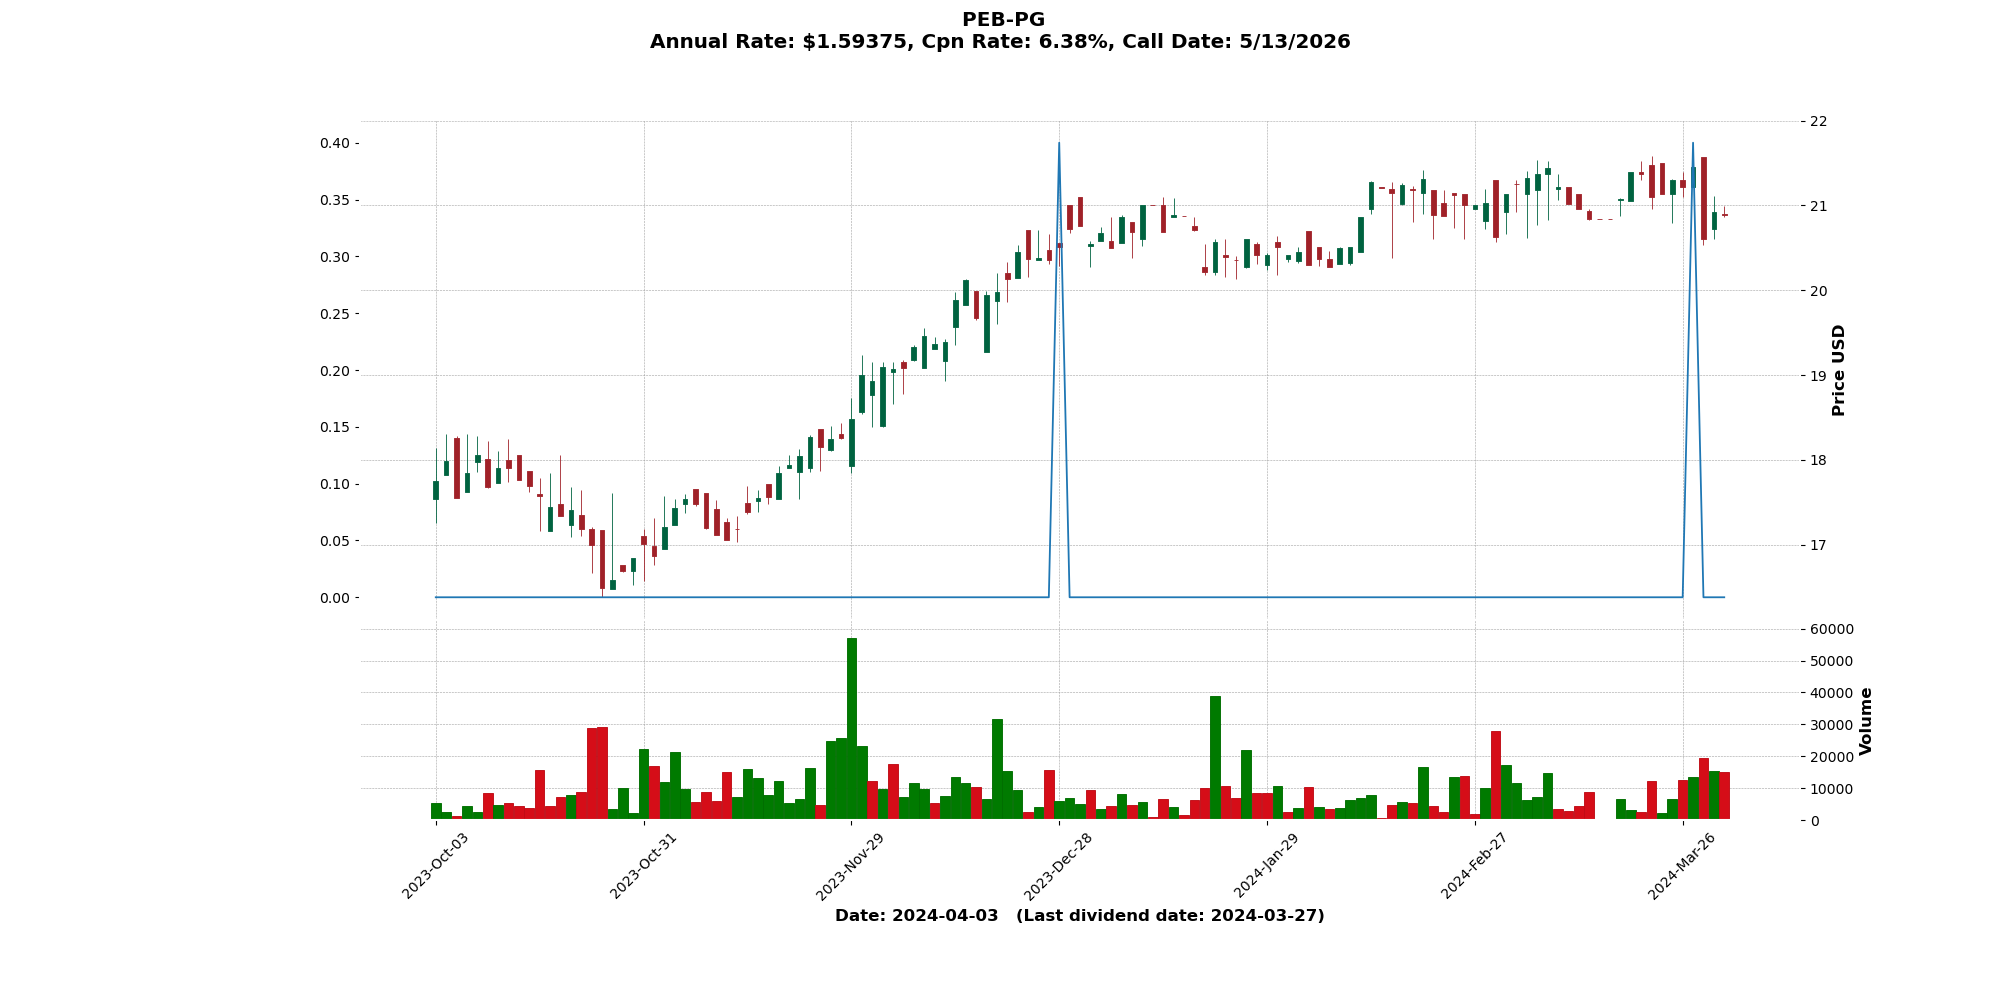 PEB-PG
Annual Rate: $1.59375, Cpn Rate: 6.38%, Call Date: 5/13/2026
0.40
0.35
0.30
0.25
0.20
0.15
0.10
0.05
0.00
22
21
20
19
18
17
Price USD
60000
50000
40000
30000
20000
10000
0
Volume
2023-Oct-03
2023-Oct-31
2023-Nov-29
2023-Dec-28
2024-Jan-29
2024-Feb-27
2024-Mar-26
Date: 2024-04-03   (Last dividend date: 2024-03-27)